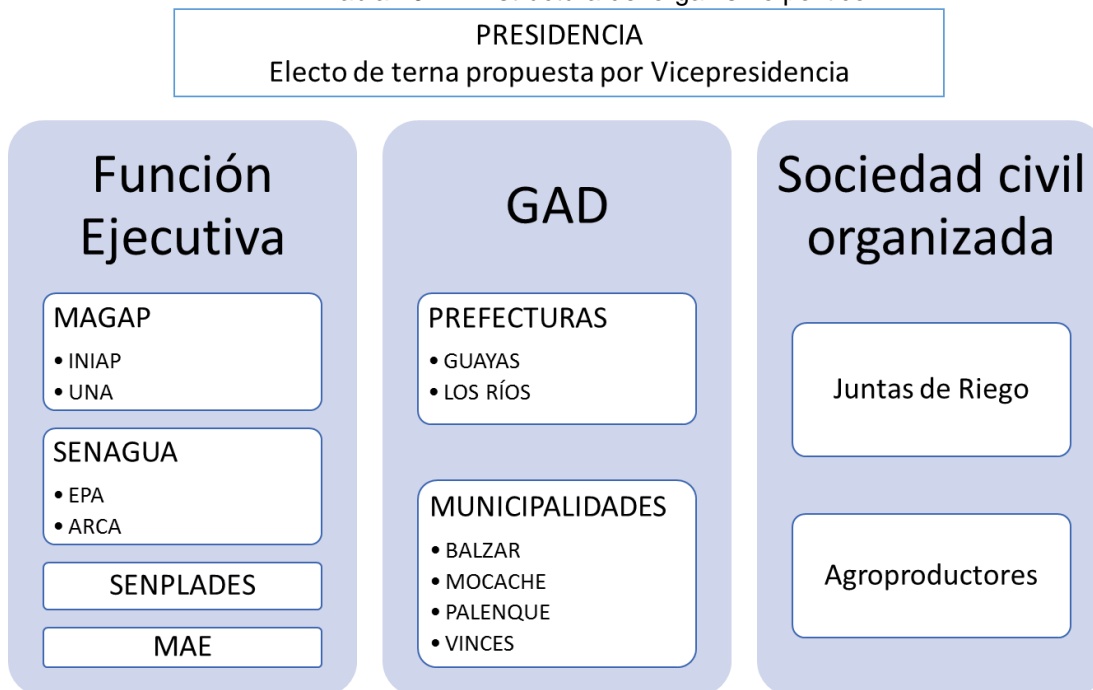 PRESIDENCIA
Electo de terna propuesta por Vicepresidencia
Función
Ejecutiva
MAGAP
• INIAP
• UNA
SENAGUA
• EPA
• ARCA
SENPLADES
MAE
GAD
PREFECTURAS
• GUAYAS
• LOS RÍOS
MUNICIPALIDADES
• BALZAR
• MOCACHE
• PALENQUE
• VINCES
Sociedad civil
organizada
Juntas de Riego
Agroproductores